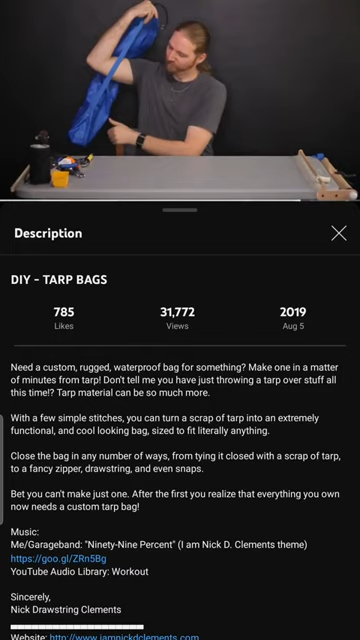 Description
DIY - TARP BAGS
785 31,772 2019
Likes Views Aug 5
Need a custom, rugged, waterproof bag for something? Make one in a matter
of minutes from tarp! Don't tell me you have just throwing a tarp over stuff all
this time!? Tarp material can be so much more.
With a few simple stitches, you can turn a scrap of tarp into an extremely
functional, and cool looking bag, sized to fit literally anything.
Close the bag in any number of ways, from tying it closed with a scrap of tarp,
to a fancy zipper, drawstring, and even snaps.
Bet you can't make just one. After the first you realize that everything you own
now needs a custom tarp bag!
Music:
Me/Garageband: "Ninety-Nine Percent" (I am Nick D. Clements theme)
https://goo.gl/ZRn5Bg
YouTube Audio Library: Workout
Sincerely,
Nick Drawstring Clements
Website: http://www.iamnickdclements.com